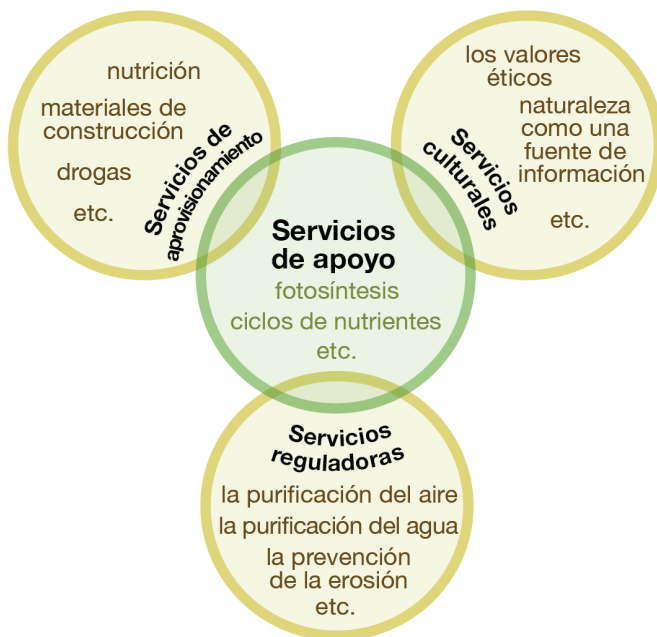 nutrición
materiales de
construcción
drogas
etc.
Servicios de
aprovisionamiento
los valores
éticos
naturaleza
como una
fuente de
información
etc.
Servicios
culturales
Servicios
de apoyo
fotosíntesis
ciclos de nutrientes
etc.
Servicios
reguladoras
la purificación del aire
la purificación del agua
la prevención
de la erosión
etc.